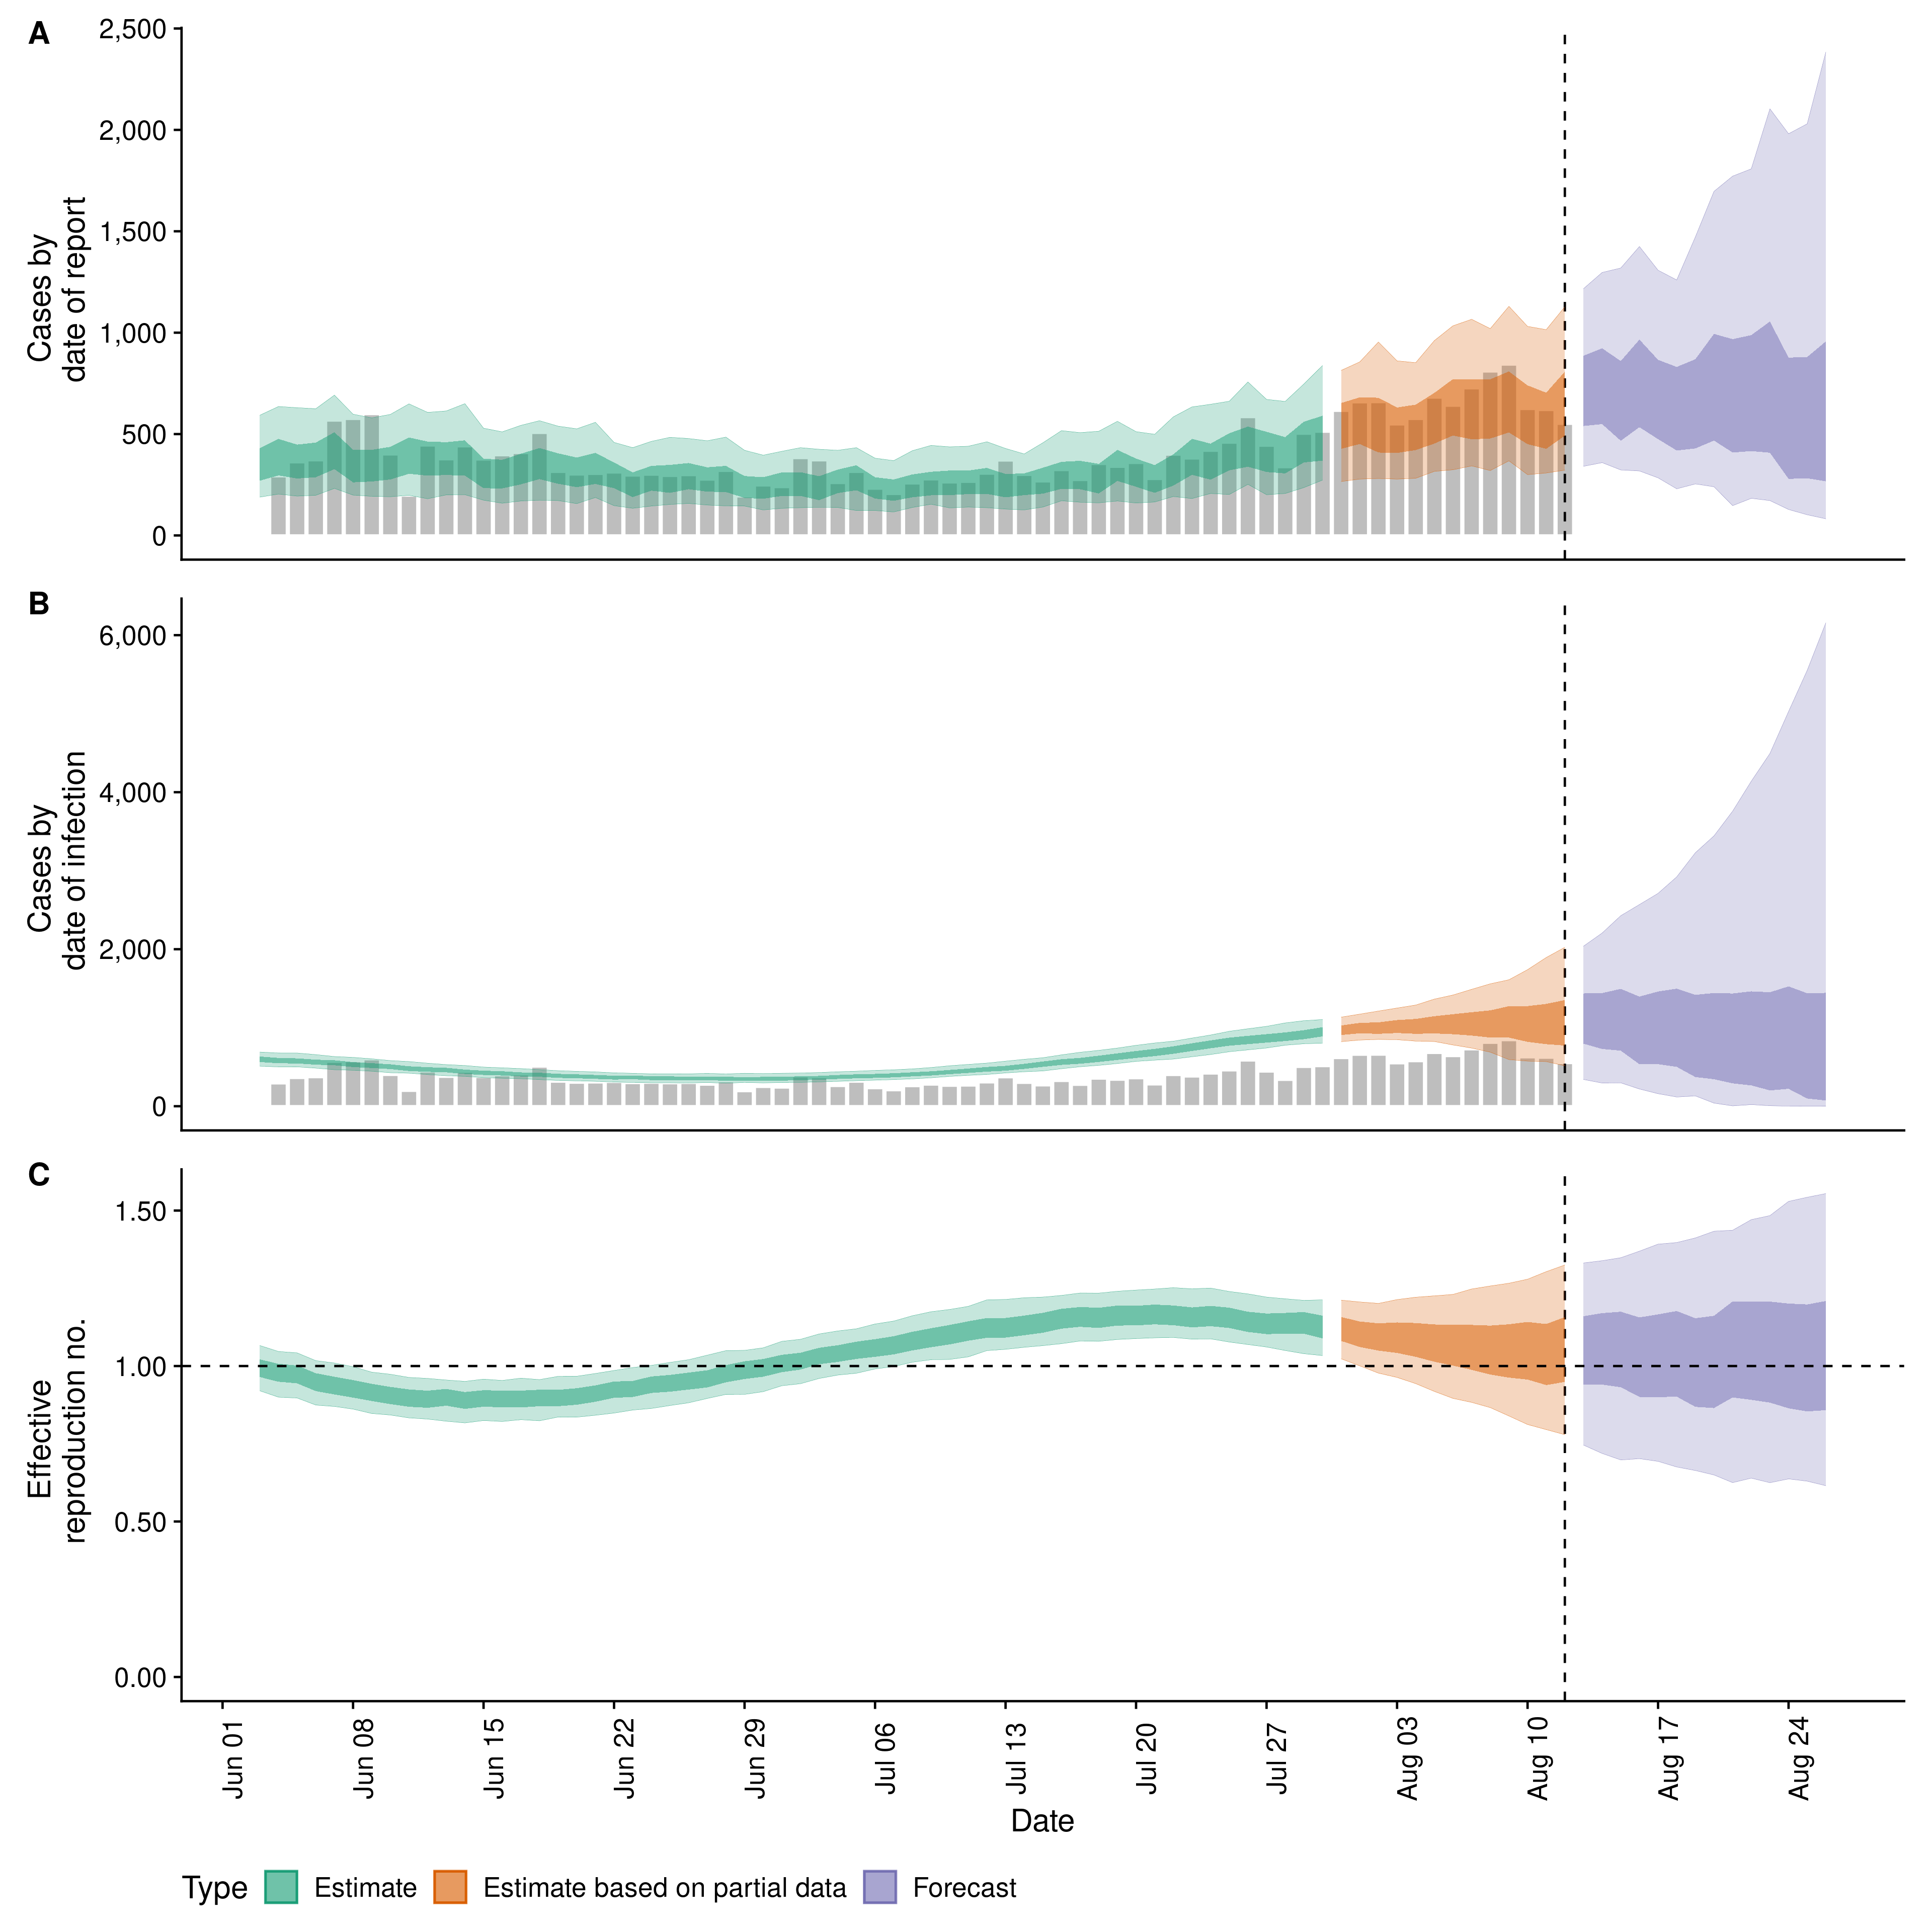 A
2,500
2,000
1,500
1,000
500
0
Cases by
date of report
B
6,000
4,000
2,000
0
Cases by
date of infection
C
1.50
1.00
0.50
0.00
Effective
reproduction no.
Jun 01
Jun 08
Jun 15
Jun 22
Jun 29
Jul 06
Jul 13
Jul 20
Jul 27
Aug 03
Aug 10
Aug 17
Aug 24
Date
Type Estimate Estimate based on partial data Forecast